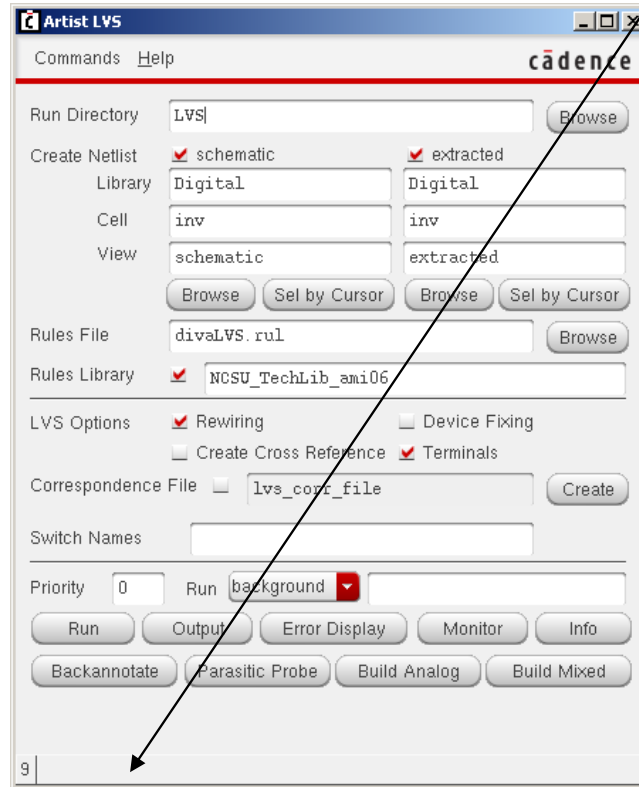 Artist LVS
Commands Help cādence
Run Directory LVS Browse
Create Netlist schematic extracted
Library Digital Digital
Cell inv inv
View schematic extracted
Browse Sel by Cursor Browse Sel by Cursor
Rules File divaLVS.rul Browse
Rules Library NCSU_TechLib_ami06
LVS Options Rewiring Device Fixing
Create Cross Reference Terminals
Correspondence File lvs_corr_file Create
Switch Names
Priority 0 Run background
Run Output Error Display Monitor Info
Backannotate Parasitic Probe Build Analog Build Mixed
9